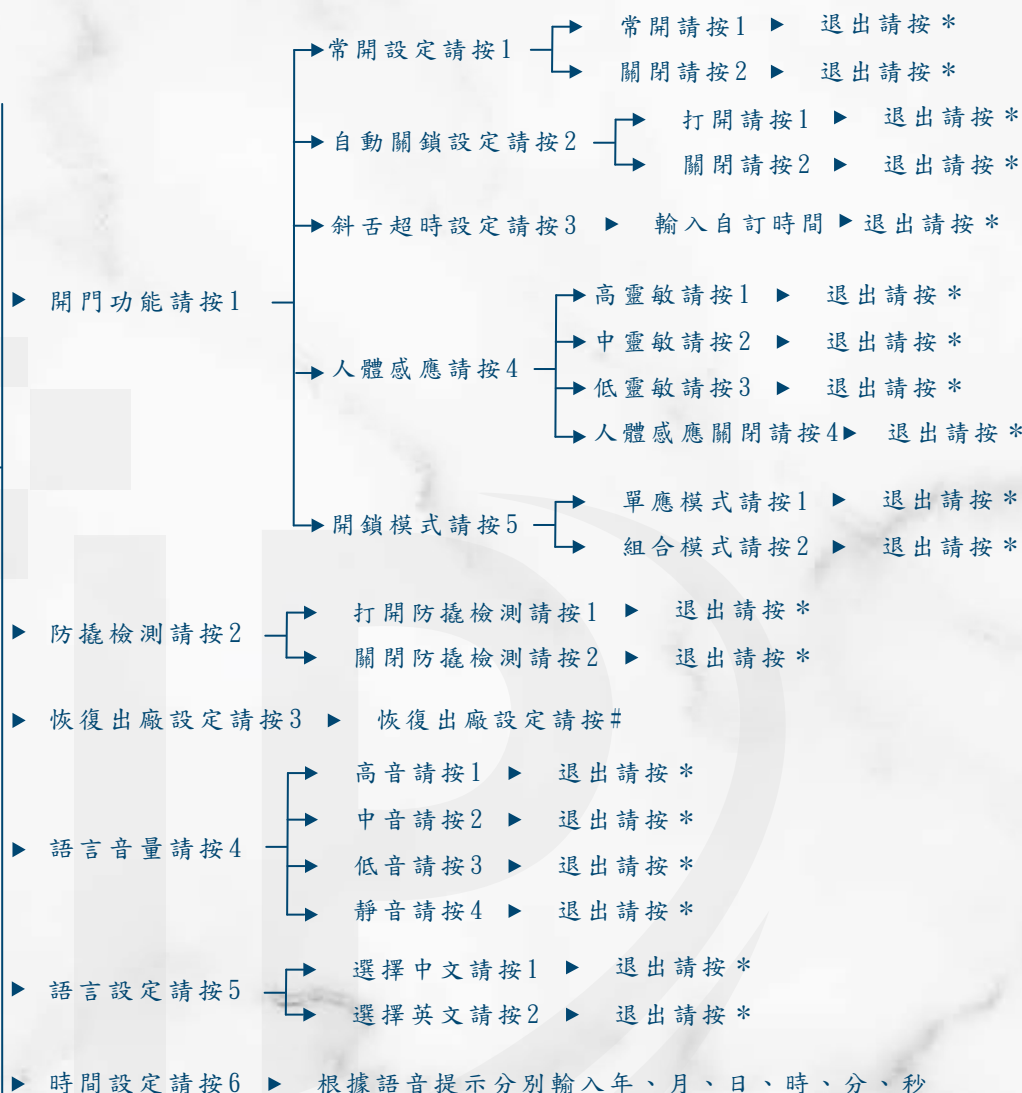 常開設定請按1 常開請按1 退出請按*
關閉請按2 退出請按*
自動關鎖設定請按2 打開請按1 退出請按*
關閉請按2 退出請按*
斜舌超時設定請按3 輸入自訂時間 退出請按*
開門功能請按1
高靈敏請按1 退出請按*
中靈敏請按2 退出請按*
人體感應請按4
低靈敏請按3 退出請按*
人體感應關閉請按4 退出請按*
開鎖模式請按5 單應模式請按1 退出請按*
組合模式請按2 退出請按*
防撬檢測請按2 打開防撬檢測請按1 退出請按*
關閉防撬檢測請按2 退出請按*
恢復出廠設定請按3 恢復出廠設定請按#
語言音量請按4
高音請按1 退出請按*
中音請按2 退出請按*
低音請按3 退出請按*
靜音請按4 退出請按*
語言設定請按5 選擇中文請按1 退出請按*
選擇英文請按2 退出請按*
時間設定請按6 根據語音提示分別輸入年、月、日、時、分、秒